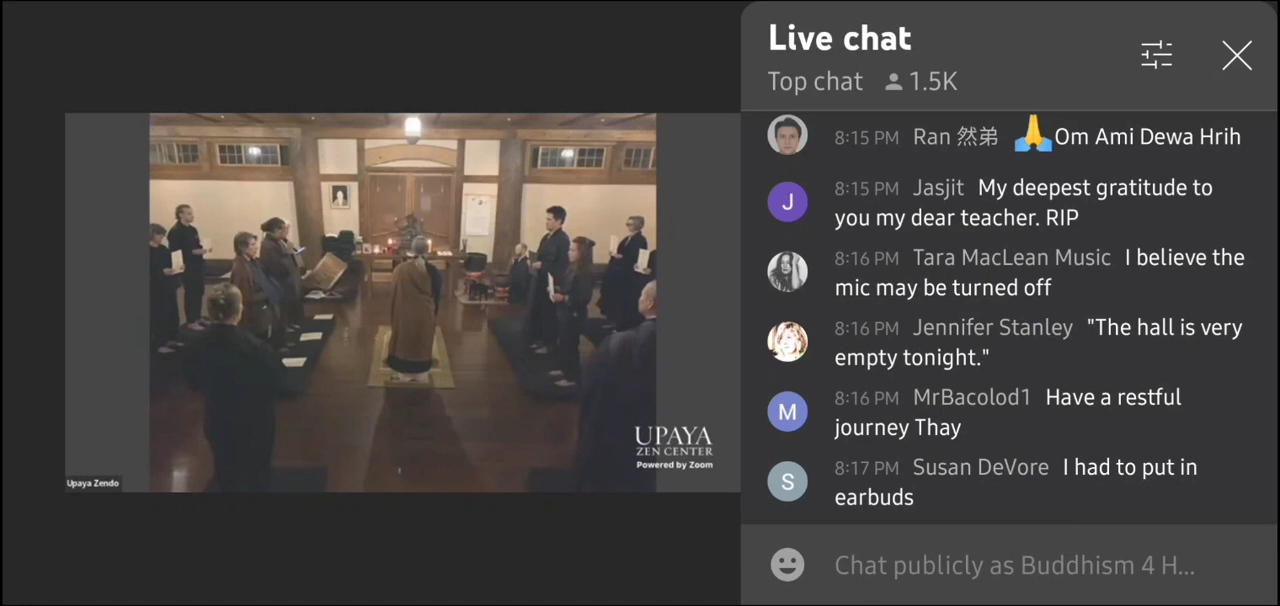 UPAYA
ZEN CENTER
Powered by Zoom
Upaya Zendo
Live chat
Top chat 1.5K
8:15 PM Ran 然弟 🙏Om Ami Dewa Hrih
J
8:15 PM Jasjit My deepest gratitude to
you my dear teacher. RIP
8:16 PM Tara MacLean Music I believe the
mic may be turned off
8:16 PM Jennifer Stanley "The hall is very
empty tonight."
M
8:16 PM MrBacolod1 Have a restful
journey Thay
S
8:17 PM Susan DeVore I had to put in
earbuds
Chat publicly as Buddhism 4 H...